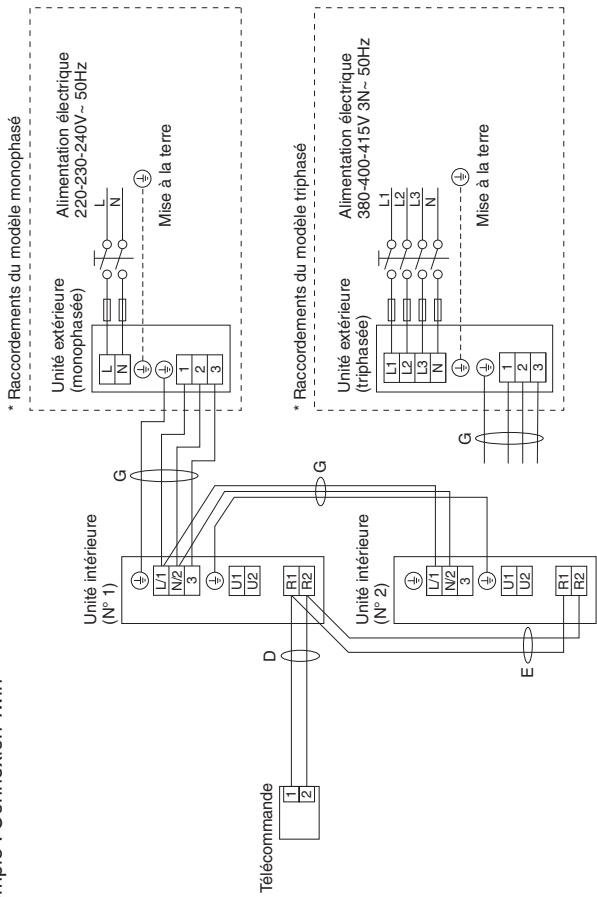 Connexion Twin
Télécommande
1
2
D
E
Unité intérieure
(N° 1)
L/1
N/2
3
U1
U2
R1
R2
Unité intérieure
(N° 2)
L/1
N/2
3
U1
U2
R1
R2
G
G
G
* Raccordements du modèle monophasé
Unité extérieure
(monophasée)
Alimentation électrique
220-230-240V~ 50Hz
L
N
L
N
Mise à la terre
1
2
3
* Raccordements du modèle triphasé
Unité extérieure
(triphasée)
Alimentation électrique
380-400-415V 3N~ 50Hz
L1
L2
L3
N
L1
L2
L3
N
Mise à la terre
1
2
3